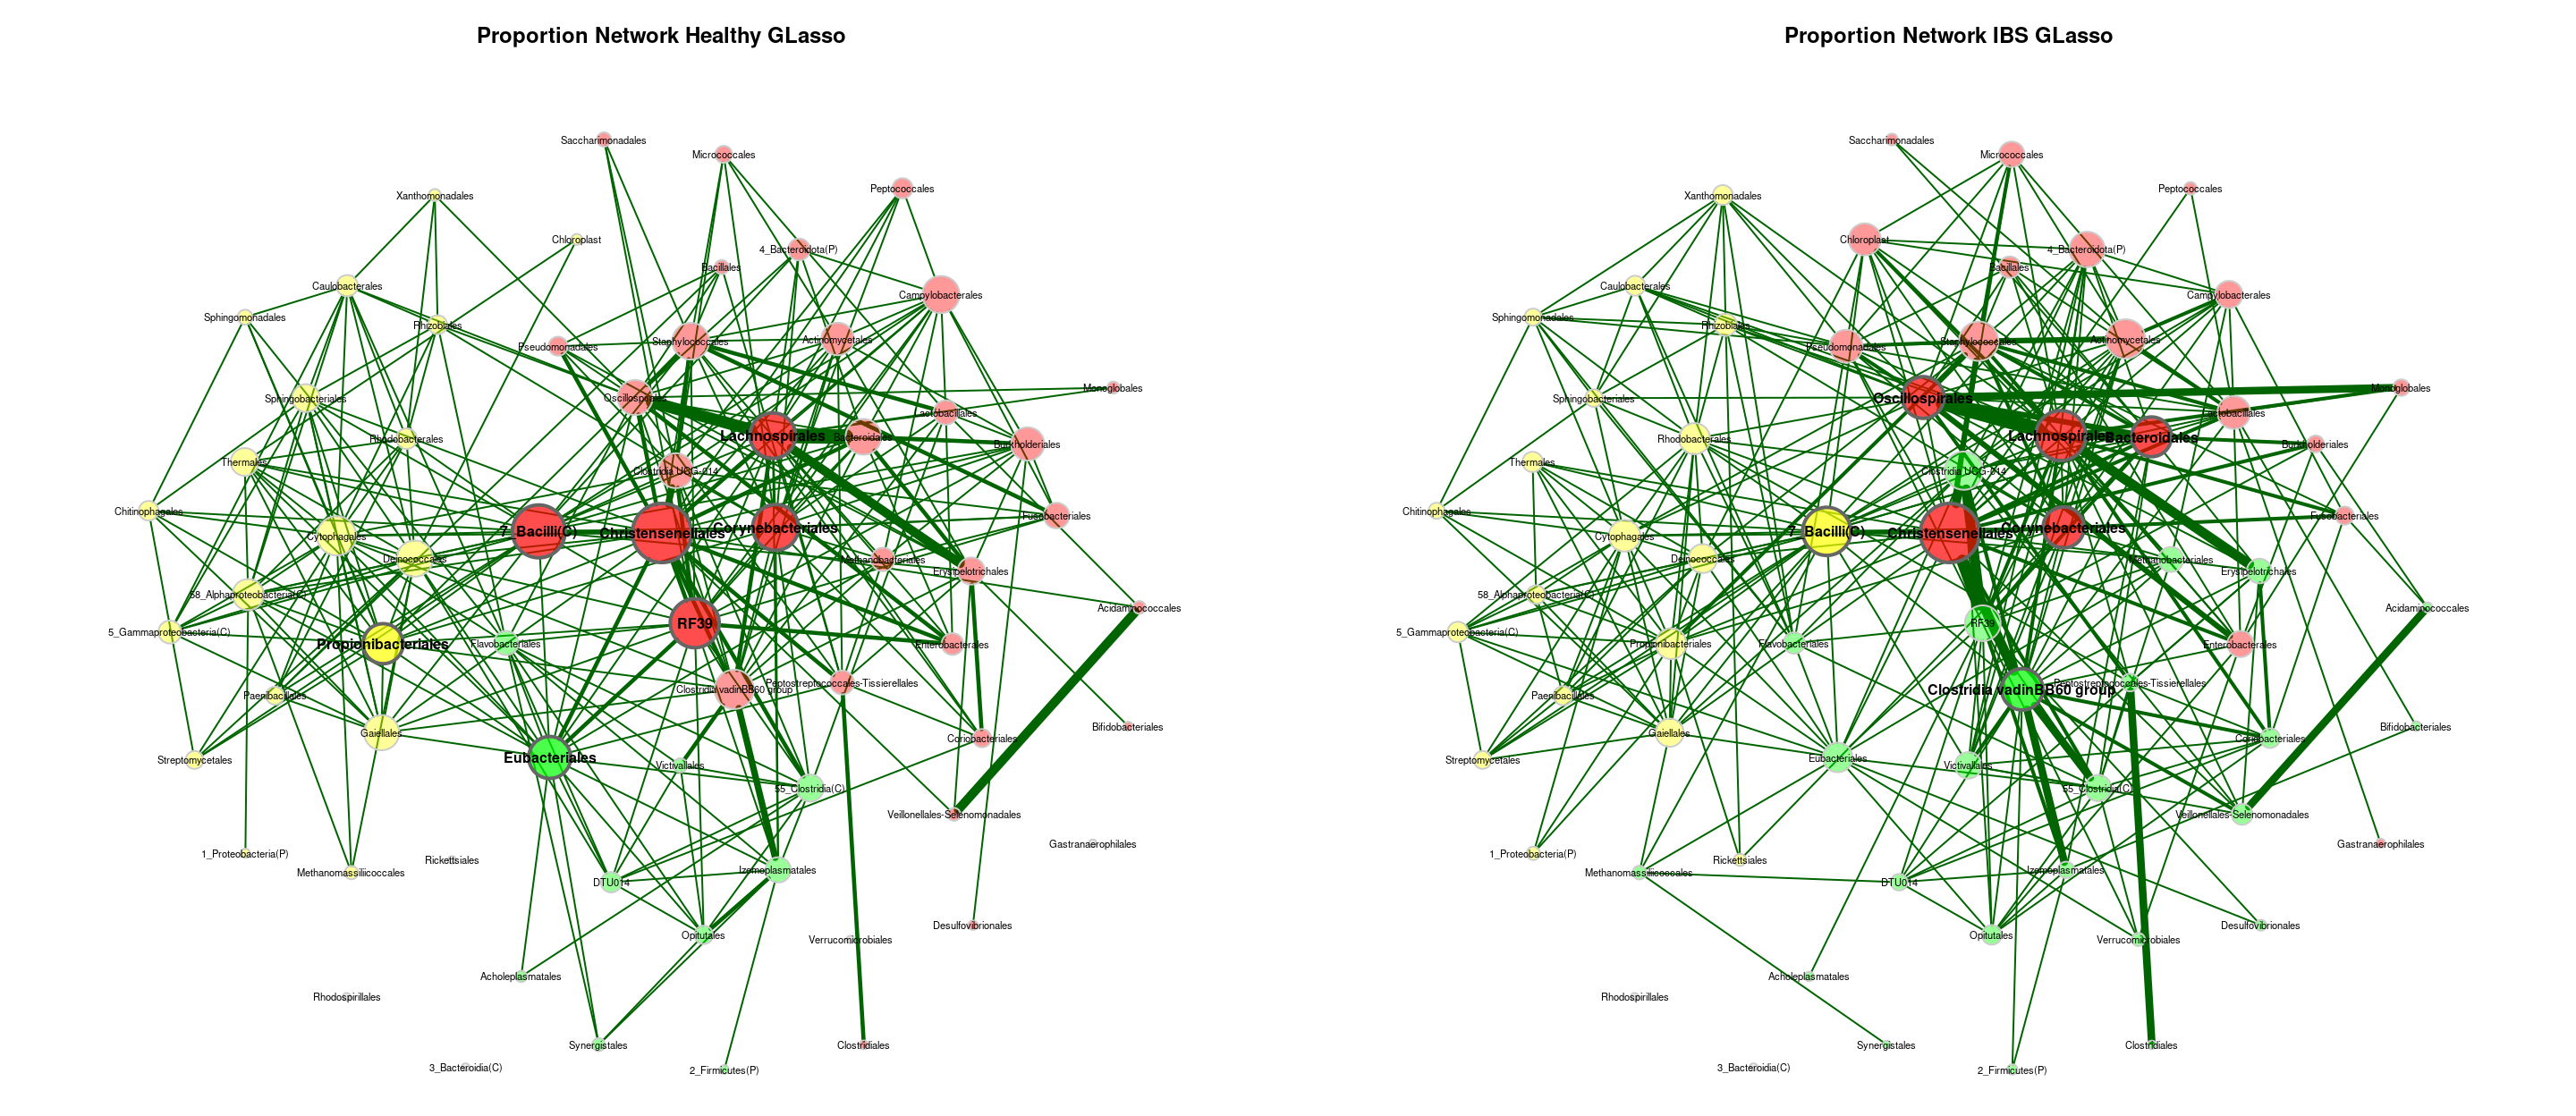 Proportion Network Healthy GLasso
Saccharimonadales
Micrococcales
Peptococcales
Xanthomonadales
Chloroplast
4_Bacteroidota(P)
Bacillales
Caulobacterales
Campylobacterales
Sphingomonadales
Rhizobiales
Pseudomonadales
Staphylococcales
Actinomycetales
Monoglobales
Sphingobacteriales
Oscillospirales
Lactobacillales
Rhodobacterales
Lachnospirales
Bacteroidales
Burkholderiales
Thermales
Clostridia UCG-014
Chitinophagales
Fusobacteriales
Cytophagales
7_Bacilli(C)
Christensenellales
Corynebacteriales
Deinococcales
Methanobacteriales
Erysipelotrichales
58_Alphaproteobacteria(C)
Acidaminococcales
5_Gammaproteobacteria(C)
RF39
Propionibacteriales
Flavobacteriales
Enterobacterales
Paenibacillales
Clostridia vadinBB60 group
Peptostreptococcales-Tissierellales
Bifidobacteriales
Gaiellales
Coriobacteriales
Streptomycetales
Eubacteriales
Victivallales
55_Clostridia(C)
Veillonellales-Selenomonadales
Gastranaerophilales
1_Proteobacteria(P)
Rickettsiales
Methanomassiliicoccales
Izemoplasmatales
DTU014
Desulfovibrionales
Opitutales
Verrucomicrobiales
Acholeplasmatales
Rhodospirillales
Synergistales
Clostridiales
3_Bacteroidia(C)
2_Firmicutes(P)
Proportion Network IBS GLasso
Saccharimonadales
Micrococcales
Peptococcales
Xanthomonadales
Chloroplast
4_Bacteroidota(P)
Bacillales
Caulobacterales
Campylobacterales
Sphingomonadales
Rhizobiales
Pseudomonadales
Staphylococcales
Actinomycetales
Monoglobales
Sphingobacteriales
Oscillospirales
Lactobacillales
Rhodobacterales
Lachnospirales
Bacteroidales
Burkholderiales
Thermales
Clostridia UCG-014
Chitinophagales
Fusobacteriales
Cytophagales
7_Bacilli(C)
Christensenellales
Corynebacteriales
Deinococcales
Methanobacteriales
Erysipelotrichales
58_Alphaproteobacteria(C)
Acidaminococcales
5_Gammaproteobacteria(C)
RF39
Propionibacteriales
Flavobacteriales
Enterobacterales
Paenibacillales
Clostridia vadinBB60 group
Peptostreptococcales-Tissierellales
Bifidobacteriales
Gaiellales
Coriobacteriales
Streptomycetales
Eubacteriales
Victivallales
55_Clostridia(C)
Veillonellales-Selenomonadales
Gastranaerophilales
1_Proteobacteria(P)
Rickettsiales
Methanomassiliicoccales
Izemoplasmatales
DTU014
Desulfovibrionales
Opitutales
Verrucomicrobiales
Acholeplasmatales
Rhodospirillales
Synergistales
Clostridiales
3_Bacteroidia(C)
2_Firmicutes(P)